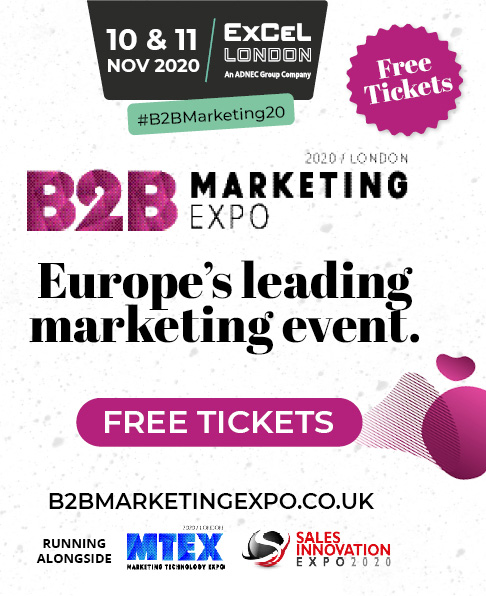 10 & 11
NOV 2020
ExCeL
LONDON
An ADNEC Group Company
Free
Tickets
#B2BMarketing20
2020 / LONDON
B2B MARKETING
EXPO
Europe's leading
marketing event.
FREE TICKETS
B2BMARKETINGEXPO.CO.UK
RUNNING
ALONGSIDE
2020 / LONDON
MTEX
MARKETING TECHNOLOGY EXPO
SALES
INNOVATION
EXPO 2020